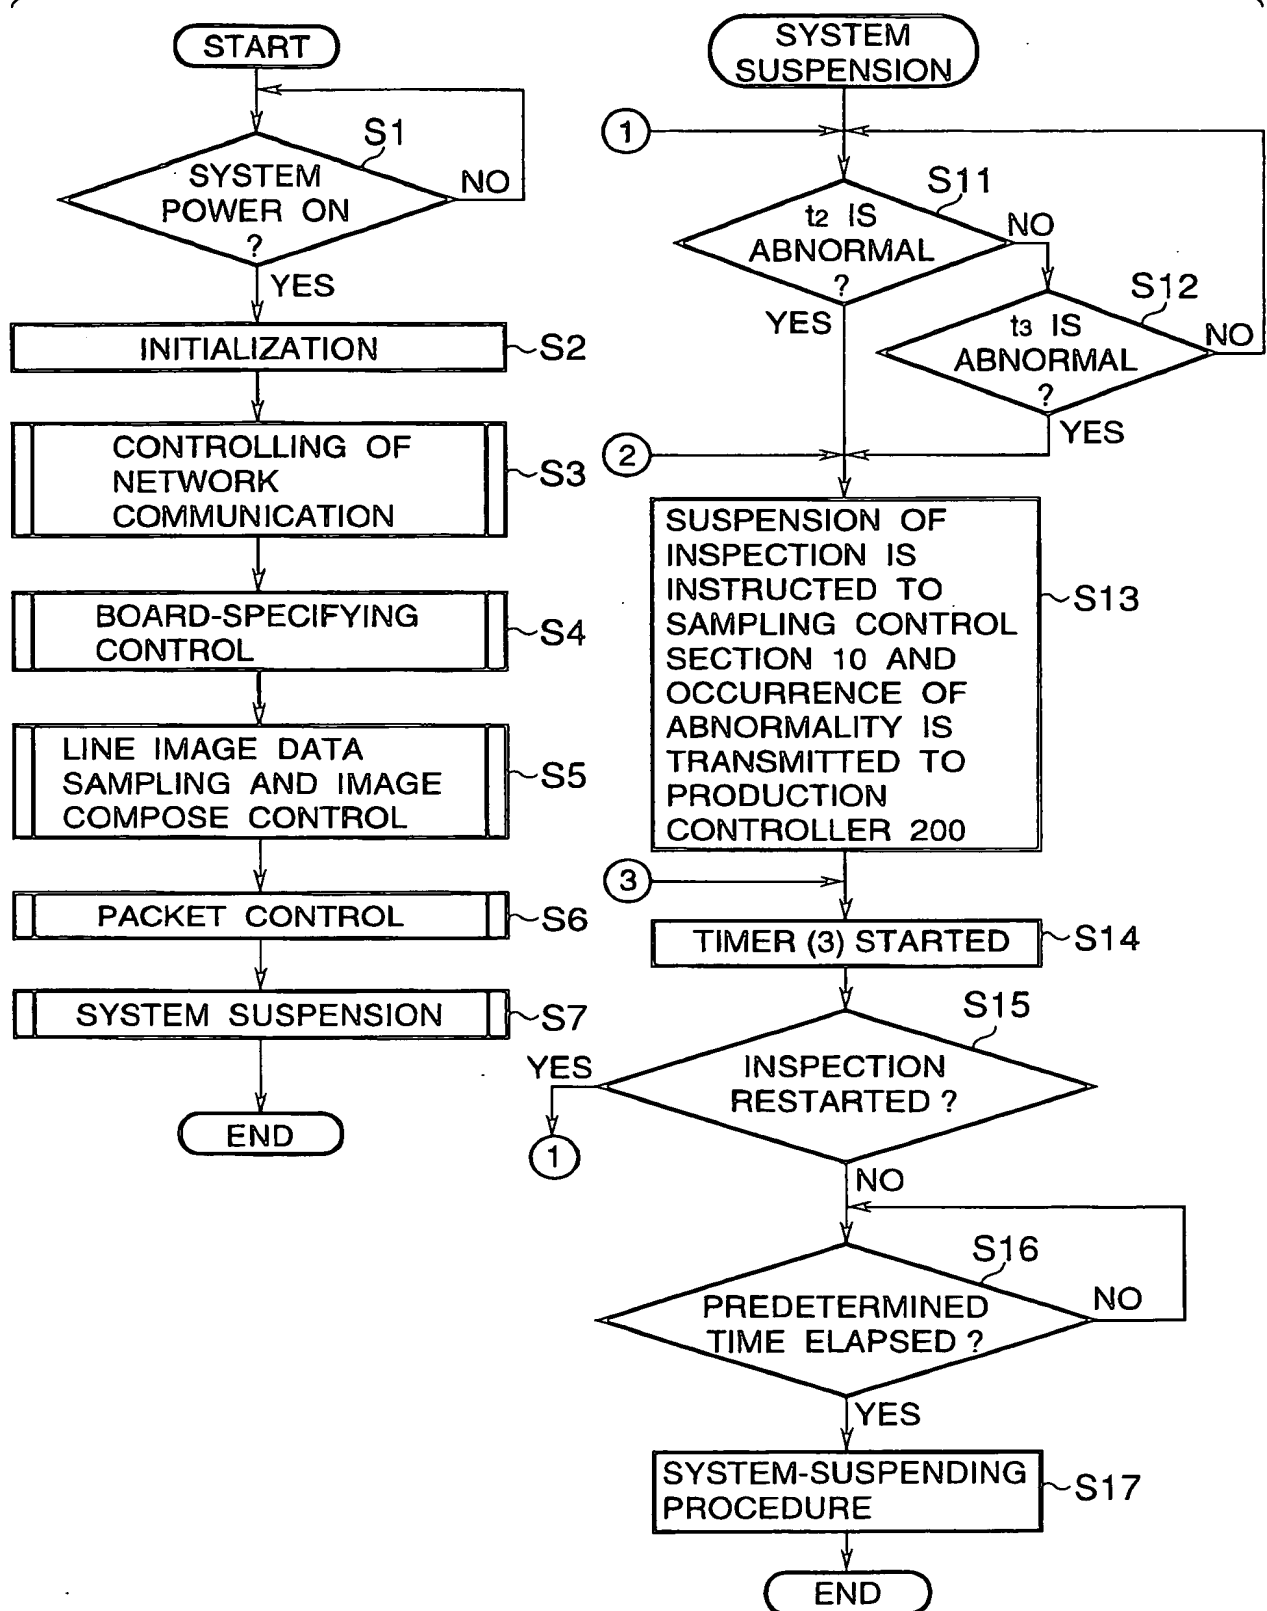 START
S1
SYSTEM
POWER ON
?
NO
YES
INITIALIZATION
S2
CONTROLLING OF
NETWORK
COMMUNICATION
S3
BOARD-SPECIFYING
CONTROL
S4
LINE IMAGE DATA
SAMPLING AND IMAGE
COMPOSE CONTROL
S5
PACKET CONTROL
S6
SYSTEM SUSPENSION
S7
END
SYSTEM
SUSPENSION
1
S11
t2 IS
ABNORMAL
?
NO
YES
S12
t3 IS
ABNORMAL
?
NO
YES
2
SUSPENSION OF
INSPECTION IS
INSTRUCTED TO
SAMPLING CONTROL
SECTION 10 AND
OCCURRENCE OF
ABNORMALITY IS
TRANSMITTED TO
PRODUCTION
CONTROLLER 200
S13
3
TIMER (3) STARTED
S14
S15
INSPECTION
RESTARTED ?
YES
1
NO
S16
PREDETERMINED
TIME ELAPSED ?
NO
YES
SYSTEM-SUSPENDING
PROCEDURE
S17
END